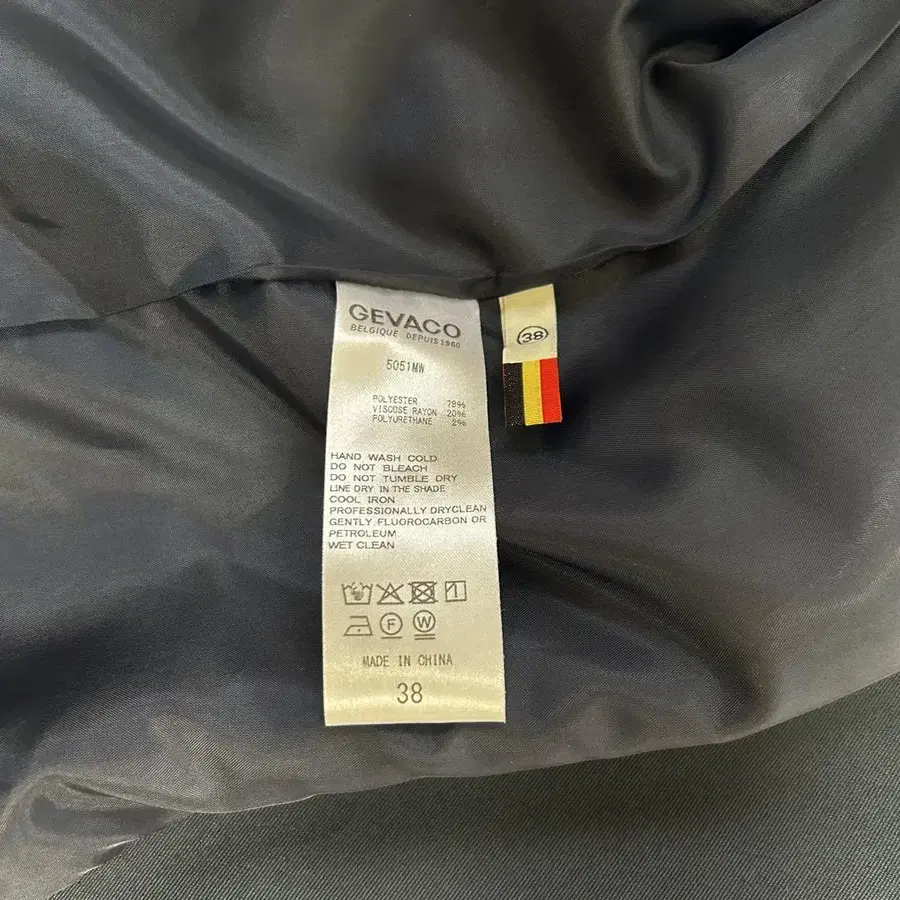 GEVACO
BELGIQUE DEPUIS 1960
5051MW
POLYESTER 78%
VISCOSE RAYON 20%
POLYURETHANE 2%
HAND WASH COLD
DO NOT BLEACH
DO NOT TUMBLE DRY
LINE DRY IN THE SHADE
COOL IRON
PROFESSIONALLY DRYCLEAN
GENTLY FLUOROCARBON OR
PETROLEUM
WET CLEAN
F W
MADE IN CHINA
38
38